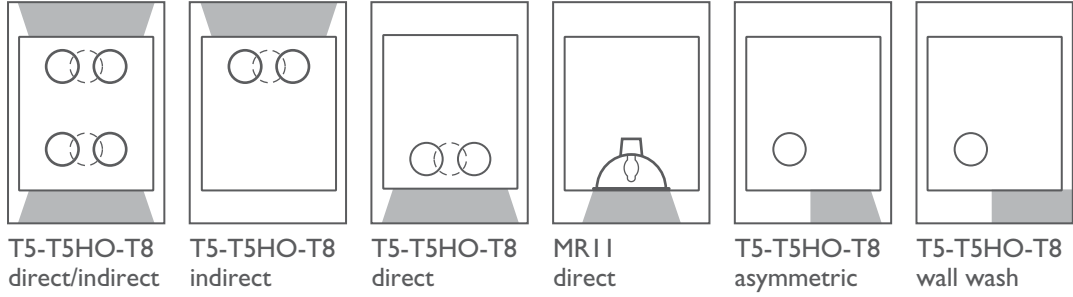 T5-T5HO-T8
direct/indirect
T5-T5HO-T8
indirect
T5-T5HO-T8
direct
MR11
direct
T5-T5HO-T8
asymmetric
T5-T5HO-T8
wall wash